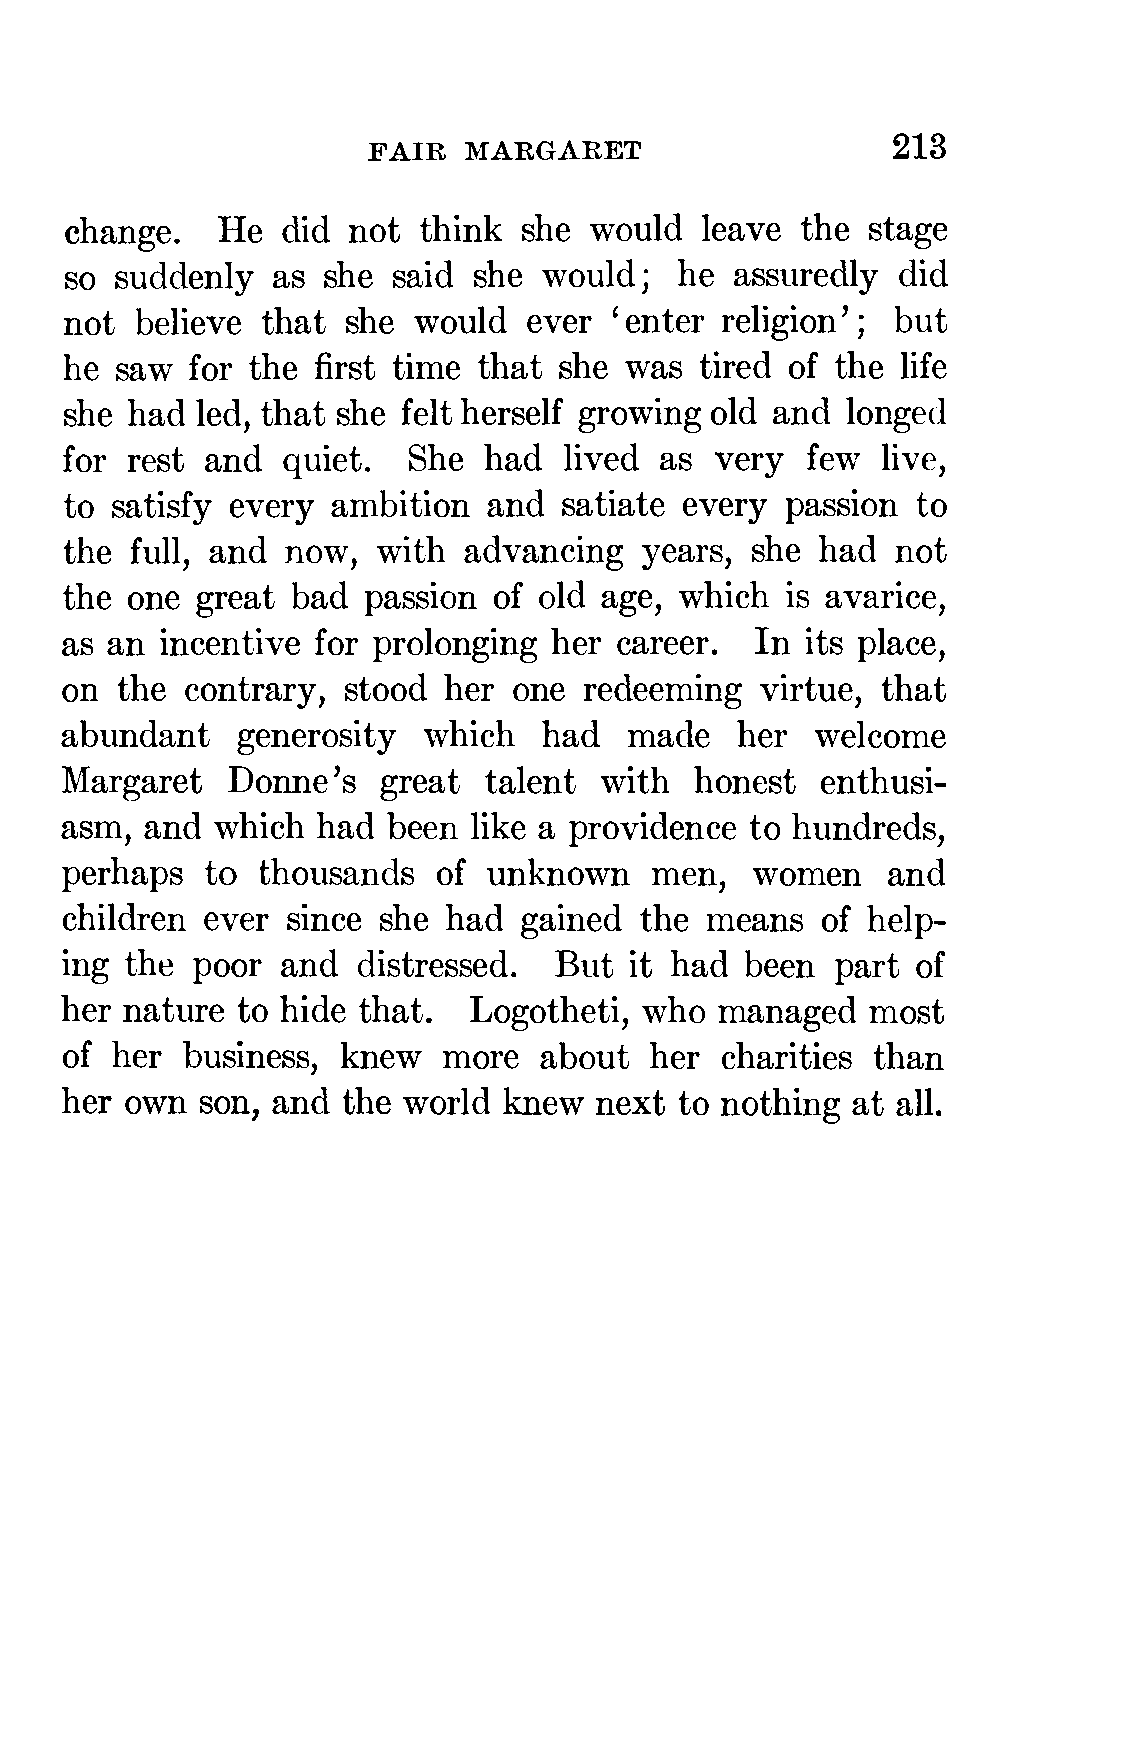 FAIR MARGARET 213
change. He did not think she would leave the stage
so suddenly as she said she would; he assuredly did
not believe that she would ever ‘enter religion’; but
he saw for the first time that she was tired of the life
she had led, that she felt herself growing old and longed
for rest and quiet. She had lived as very few live,
to satisfy every ambition and satiate every passion to
the full, and now, with advancing years, she had not
the one great bad passion of old age, which is avarice,
as an incentive for prolonging her career. In its place,
on the contrary, stood her one redeeming virtue, that
abundant generosity which had made her welcome
Margaret Donne’s great talent with honest enthusi-
asm, and which had been like a providence to hundreds,
perhaps to thousands of unknown men, women and
children ever since she had gained the means of help-
ing the poor and distressed. But it had been part of
her nature to hide that. Logotheti, who managed most
of her business, knew more about her charities than
her own son, and the world knew next to nothing at all.